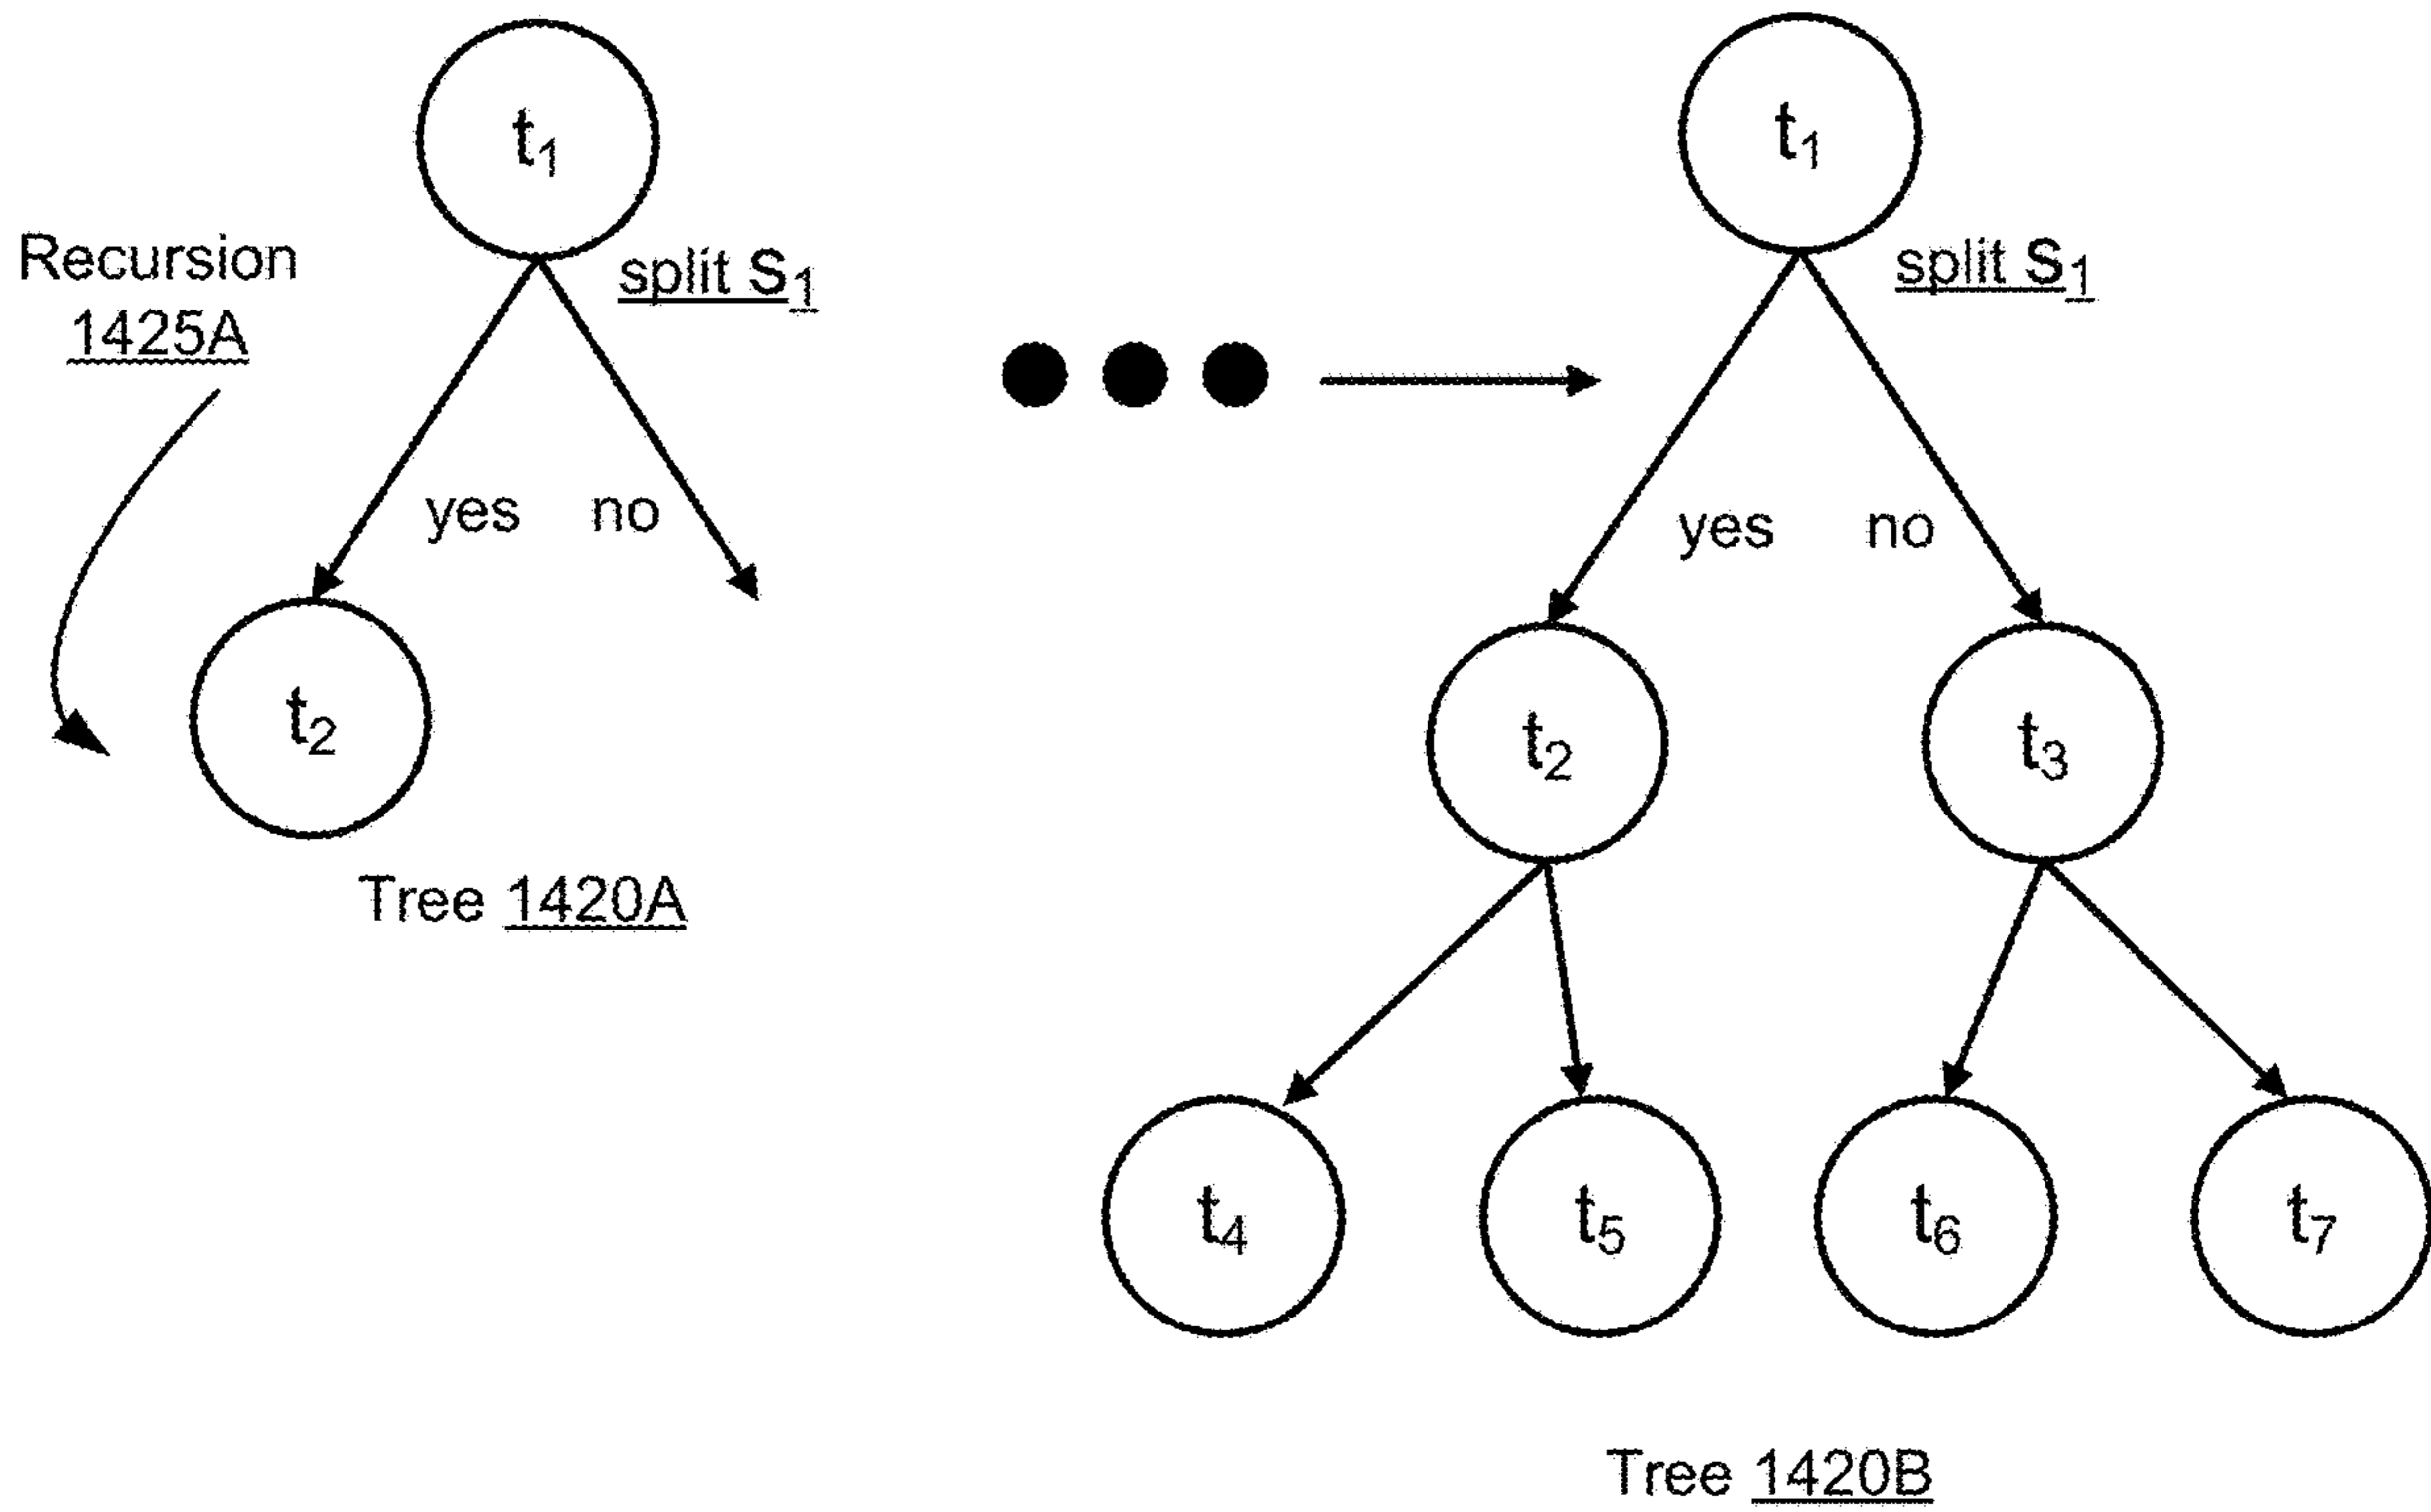 t₁
split s₁
Recursion
1425A
yes no
t₂
Tree 1420A
t₁
split s₁
yes no
t₂
t₃
t₄
t₅
t₆
t₇
Tree 1420B